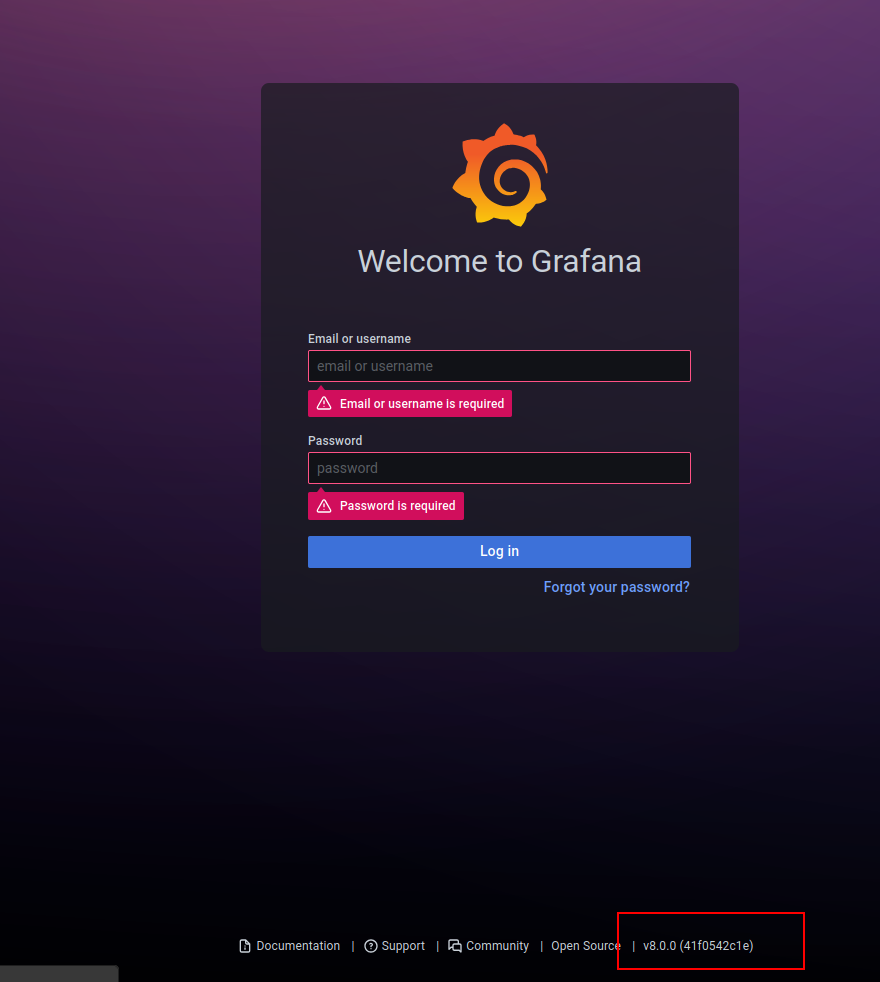 Welcome to Grafana
Email or username
email or username
Email or username is required
Password
password
Password is required
Log in
Forgot your password?
Documentation | Support | Community | Open Source | v8.0.0 (41f0542c1e)